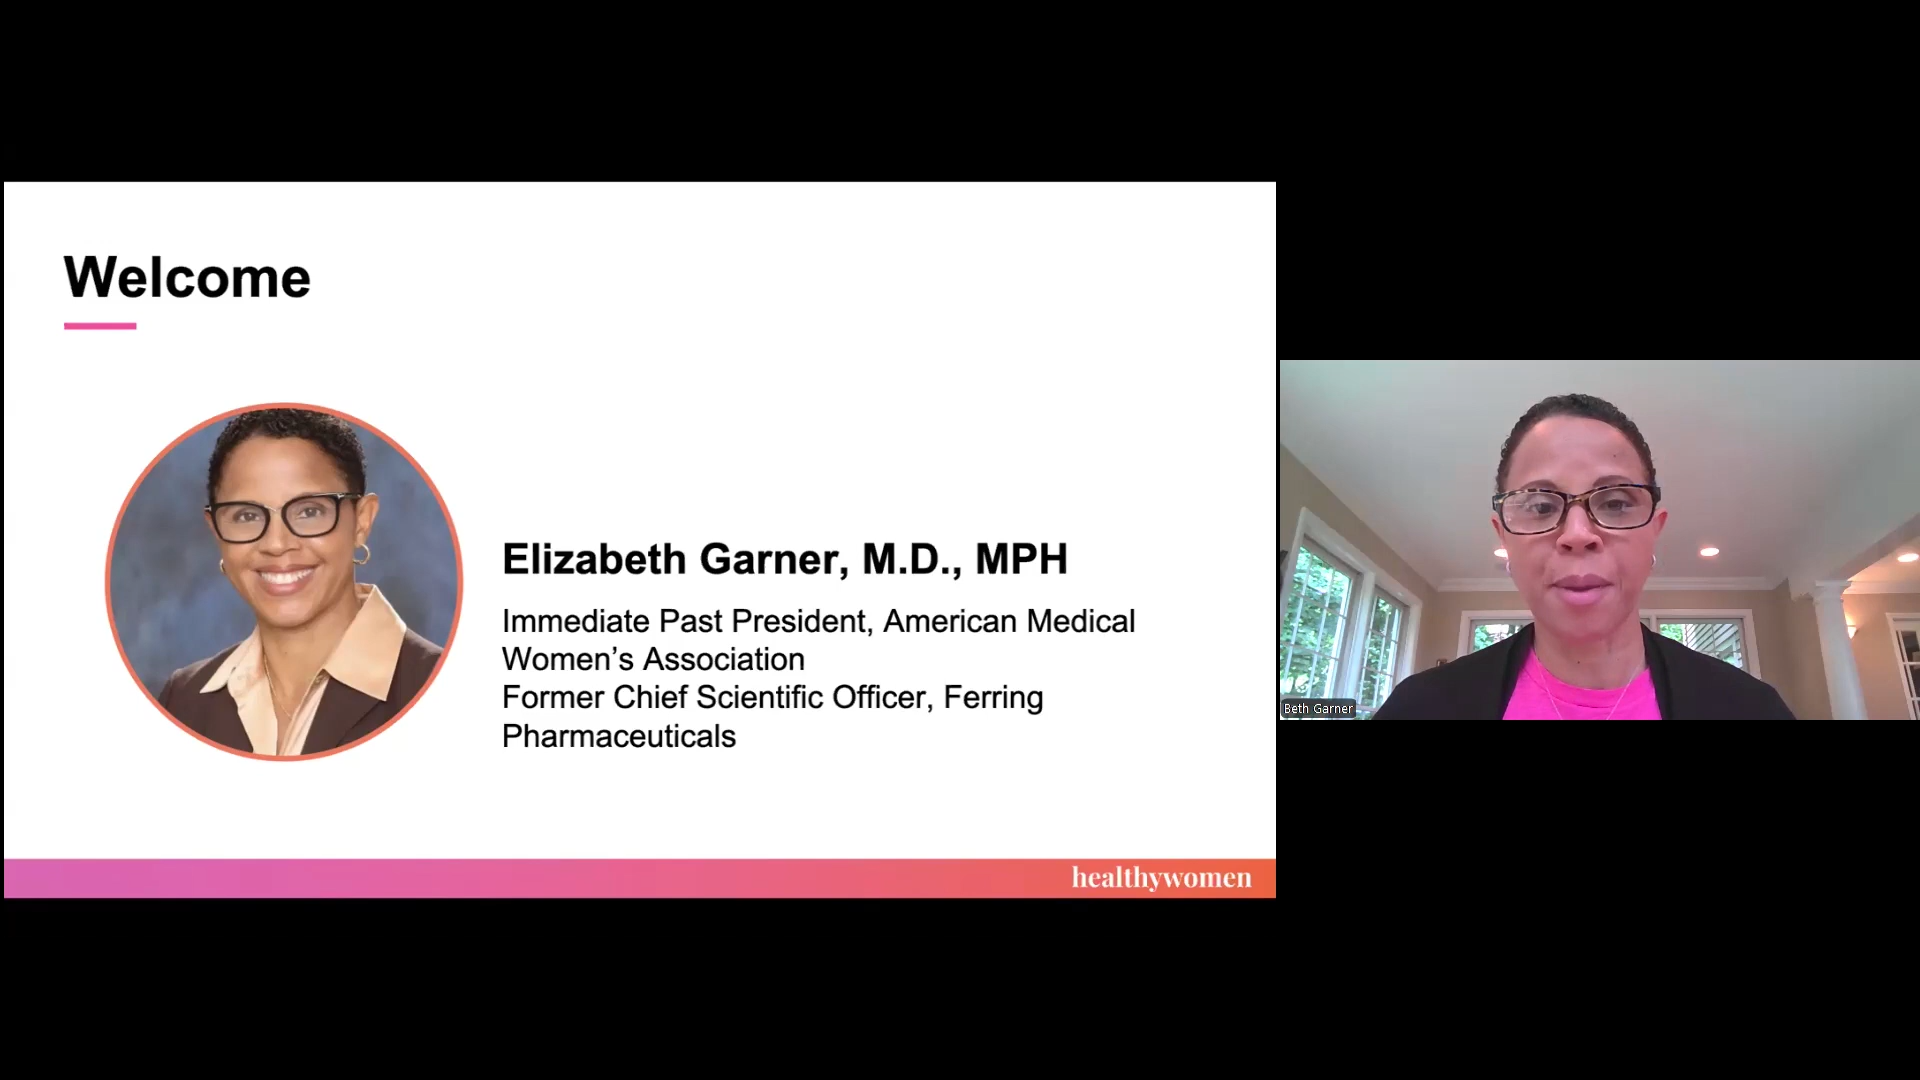 Welcome
Elizabeth Garner, M.D., MPH
Immediate Past President, American Medical
Women’s Association
Former Chief Scientific Officer, Ferring
Pharmaceuticals
healthywomen
Beth Garner